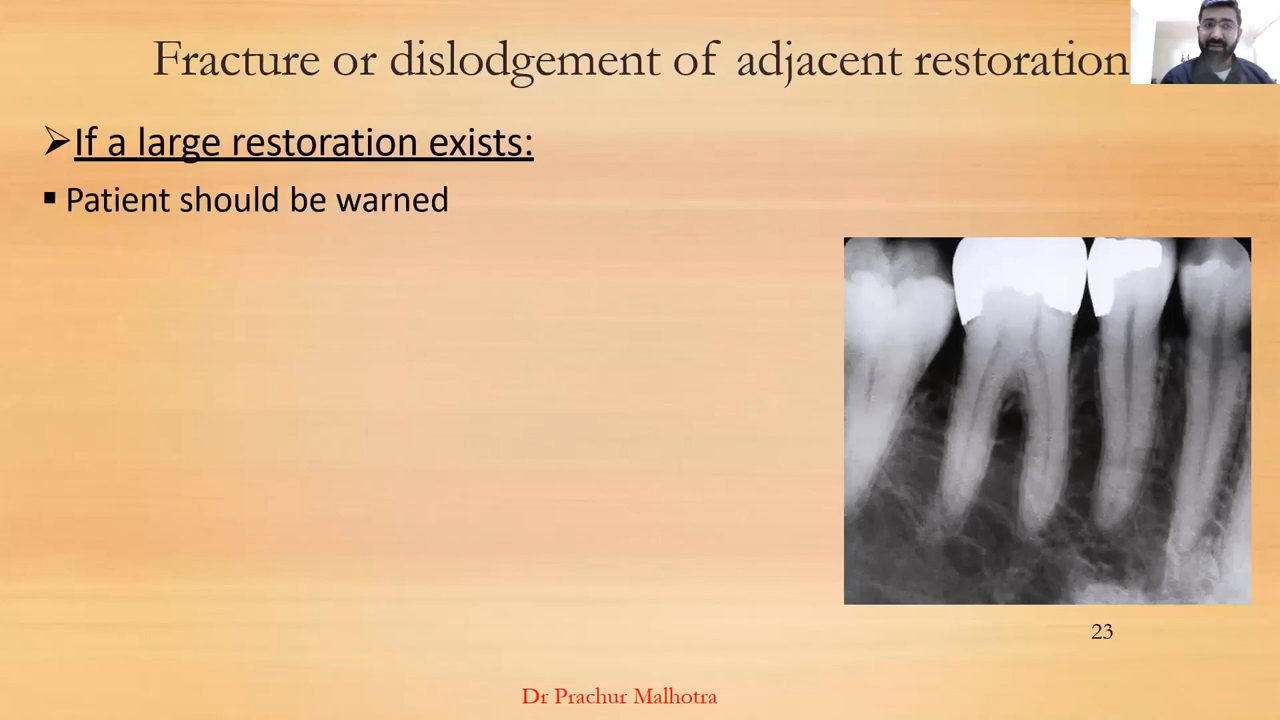 Fracture or dislodgement of adjacent restoration
➢If a large restoration exists:
▪ Patient should be warned
23
Dr Prachur Malhotra